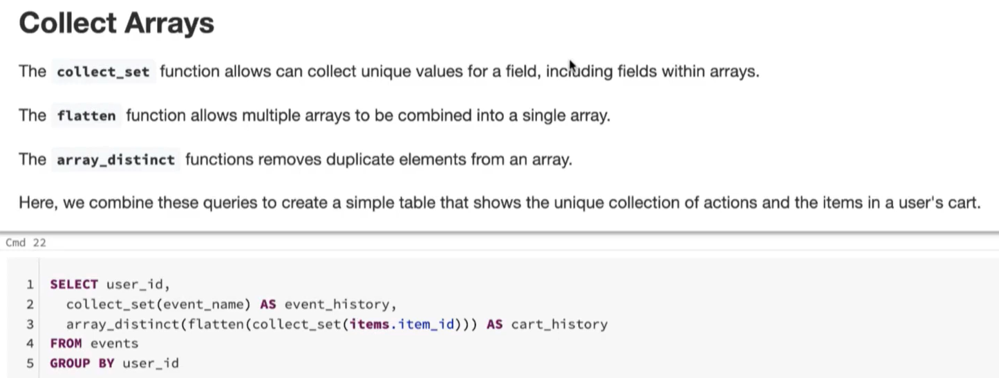 Collect Arrays
The collect_set function allows can collect unique values for a field, including fields within arrays.
The flatten function allows multiple arrays to be combined into a single array.
The array_distinct functions removes duplicate elements from an array.
Here, we combine these queries to create a simple table that shows the unique collection of actions and the items in a user's cart.
Cmd 22
1 SELECT user_id,
2   collect_set(event_name) AS event_history,
3   array_distinct(flatten(collect_set(items.item_id))) AS cart_history
4 FROM events
5 GROUP BY user_id